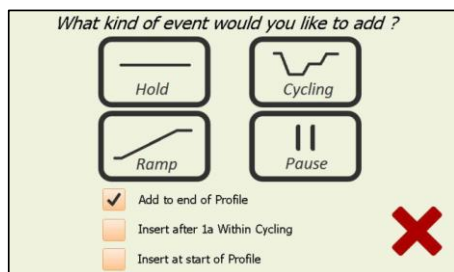 What kind of event would you like to add ?
Hold
Cycling
Ramp
Pause
Add to end of Profile
Insert after 1a Within Cycling
Insert at start of Profile